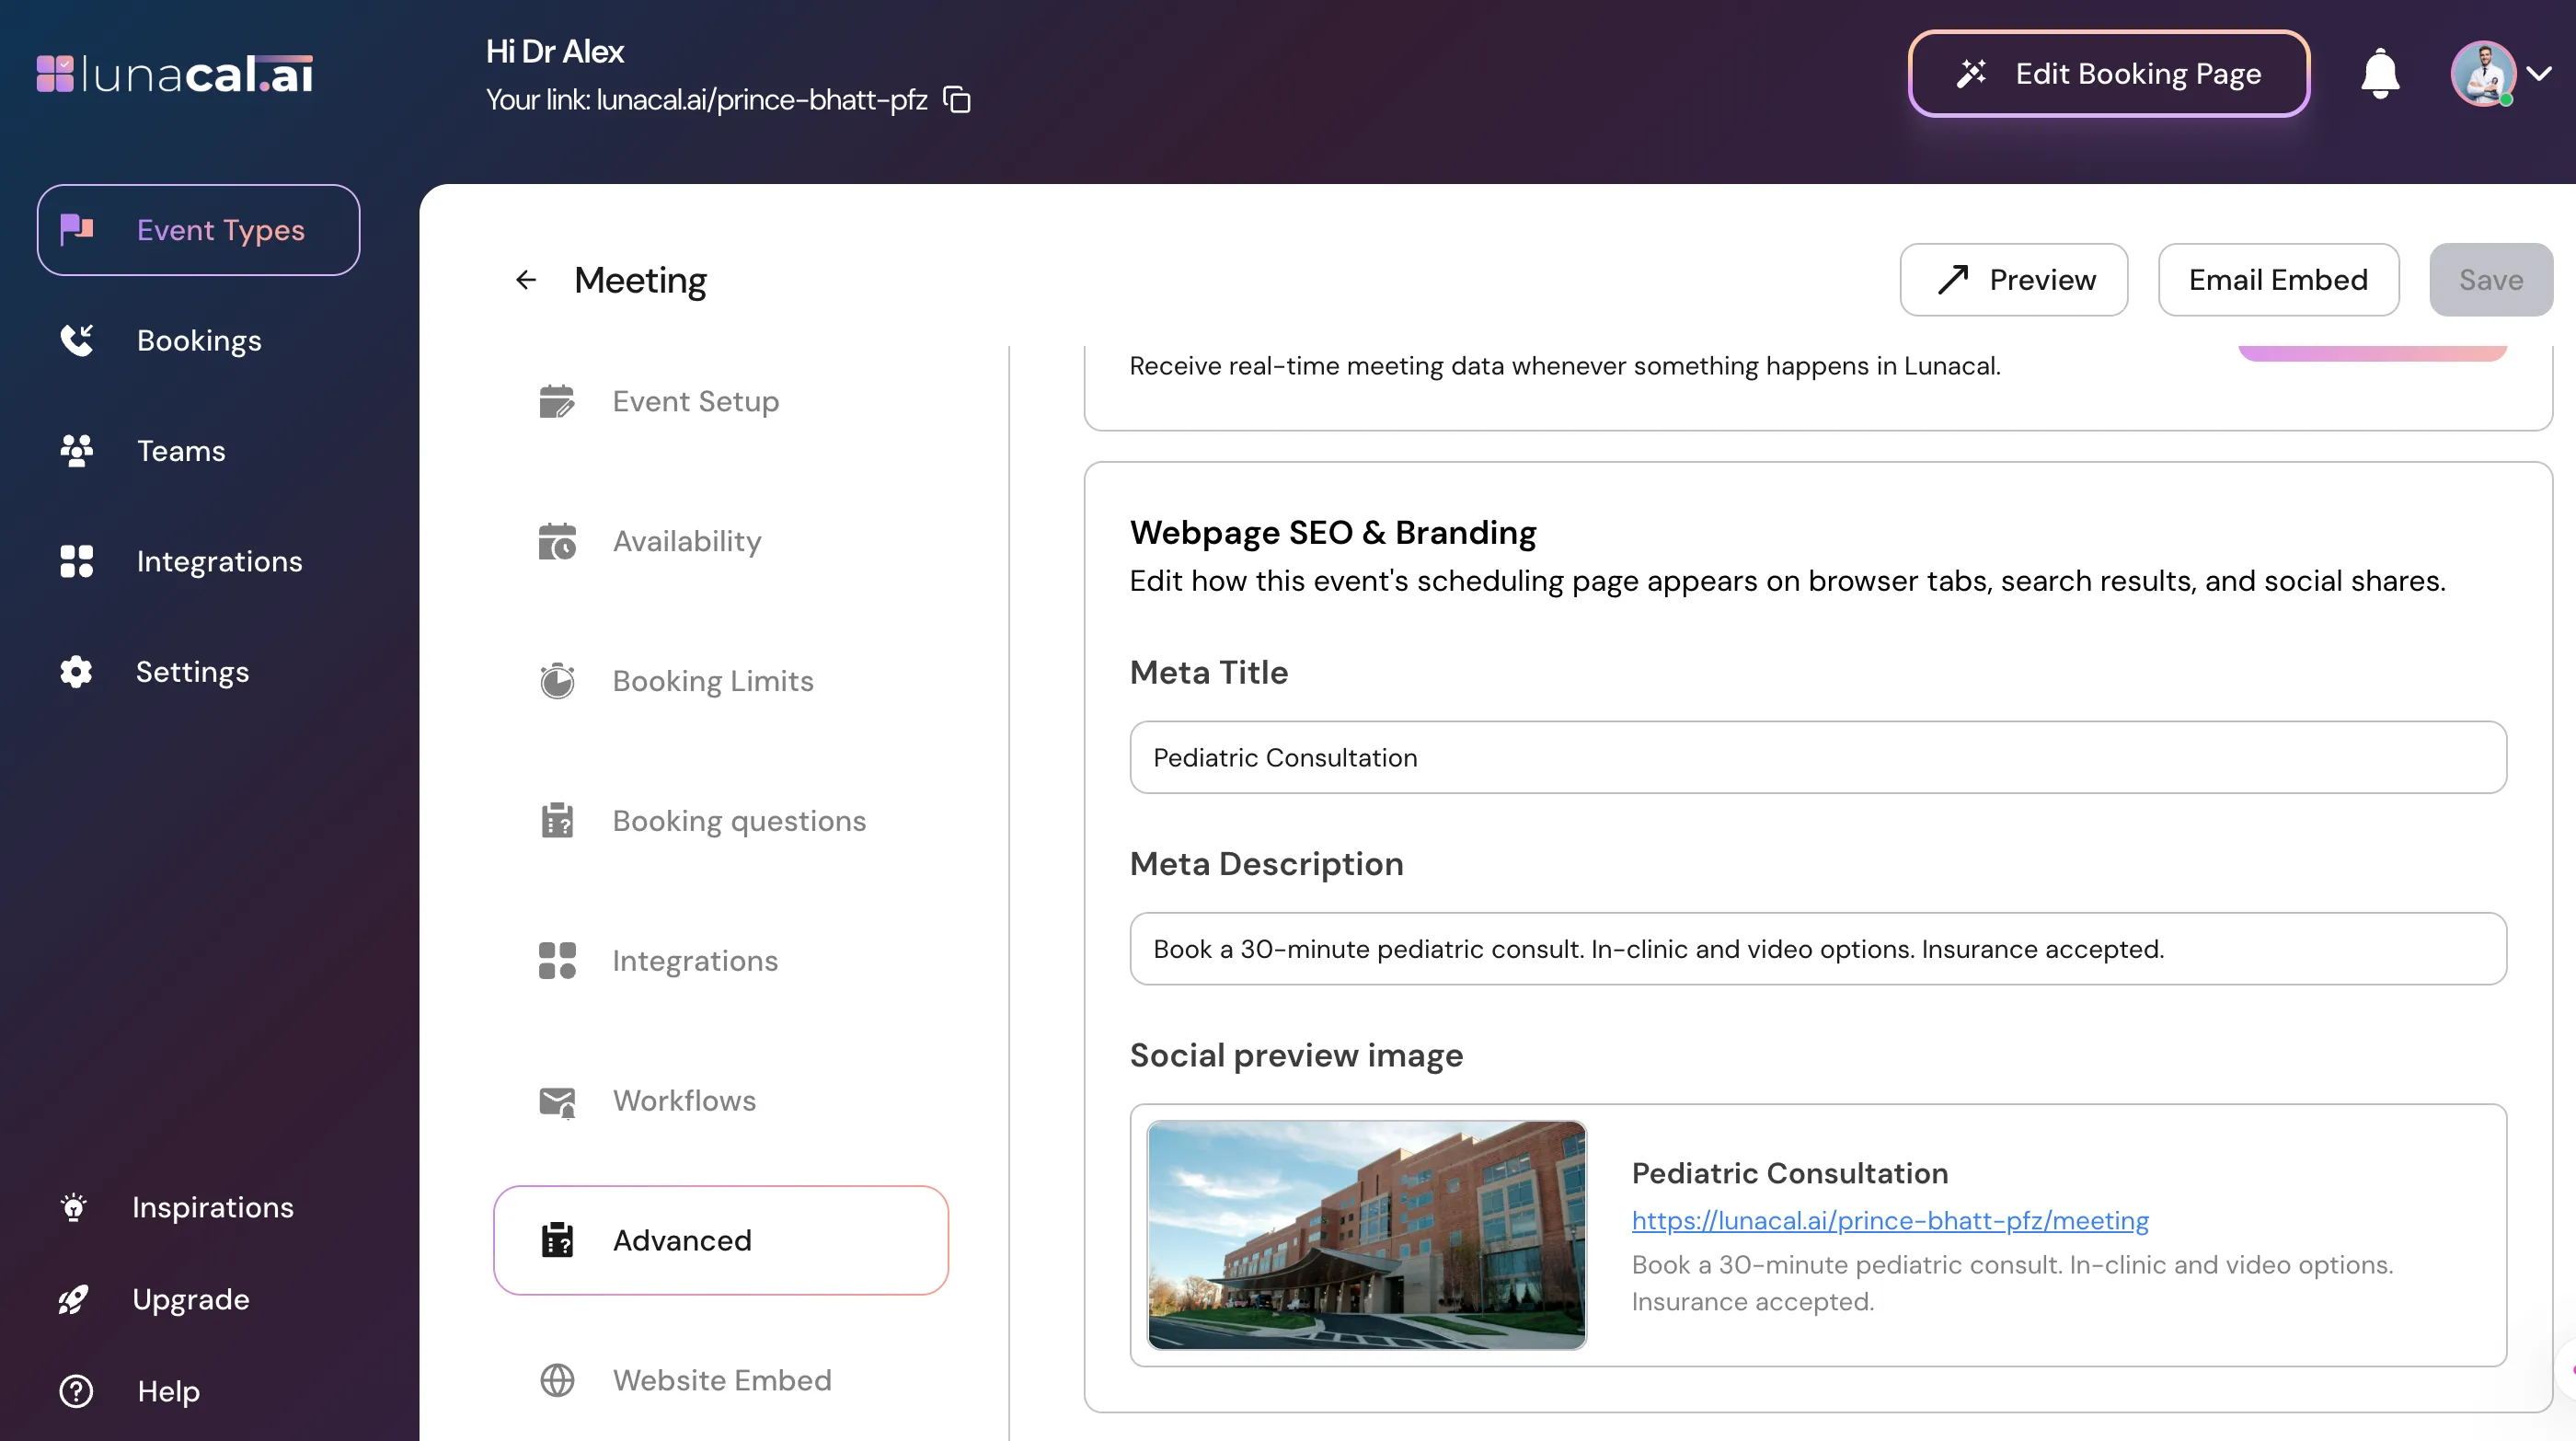 lunacal.ai
Hi Dr Alex
Your link: lunacal.ai/prince-bhatt-pfz
Edit Booking Page
Event Types
Bookings
Teams
Integrations
Settings
Inspirations
Upgrade
Help
Meeting
Preview
Email Embed
Save
Event Setup
Availability
Booking Limits
Booking questions
Integrations
Workflows
Advanced
Website Embed
Receive real-time meeting data whenever something happens in Lunacal.
Webpage SEO & Branding
Edit how this event's scheduling page appears on browser tabs, search results, and social shares.
Meta Title
Pediatric Consultation
Meta Description
Book a 30-minute pediatric consult. In-clinic and video options. Insurance accepted.
Social preview image
Pediatric Consultation
https://lunacal.ai/prince-bhatt-pfz/meeting
Book a 30-minute pediatric consult. In-clinic and video options.
Insurance accepted.